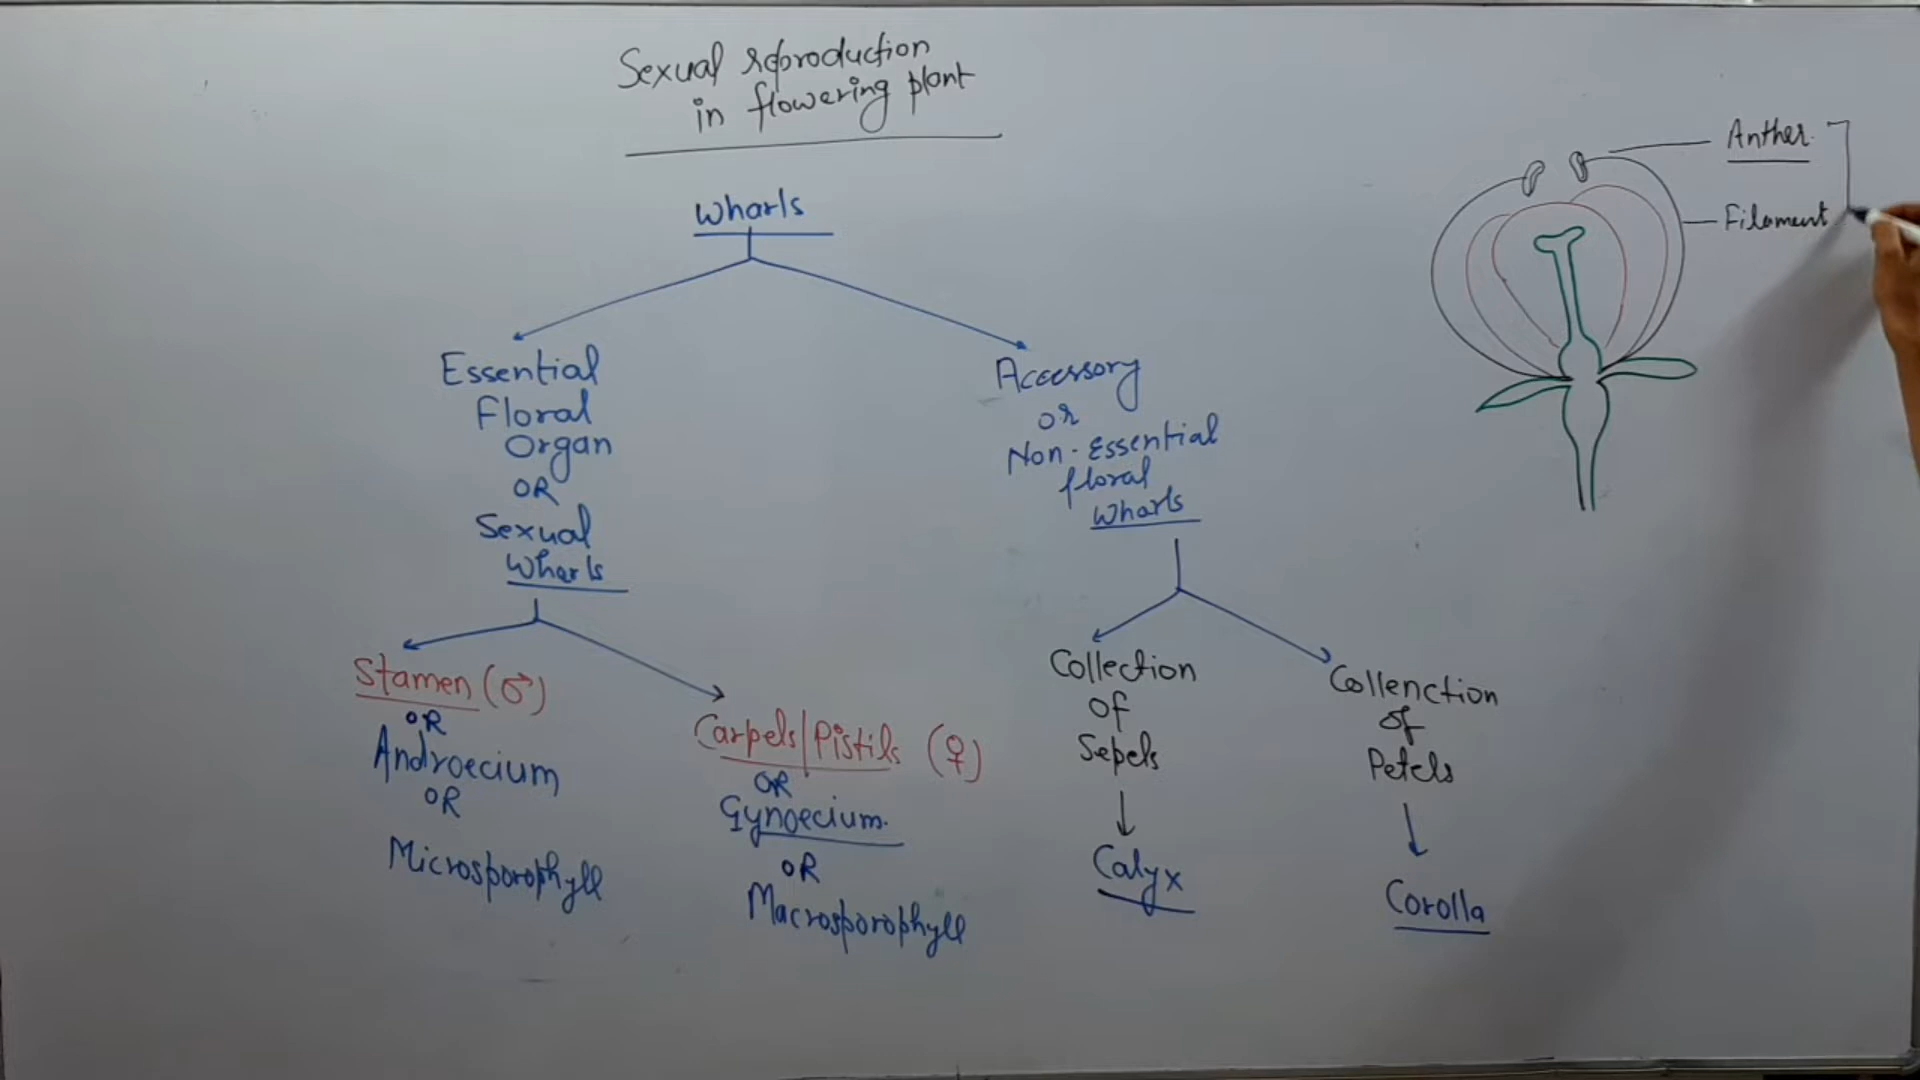 Sexual reproduction
in flowering plant
Wharls
Essential
Floral
Organ
OR
Sexual
Wharls
Accessory
or
Non-Essential
floral
Wharls
Stamen (♂)
OR
Androecium
OR
Microsporophyll
Carpels/Pistils (♀)
OR
Gynoecium.
OR
Macrosporophyll
Collection
of
Sepels
↓
Calyx
Collenction
of
Petels
↓
Corolla
Anther.
Filament